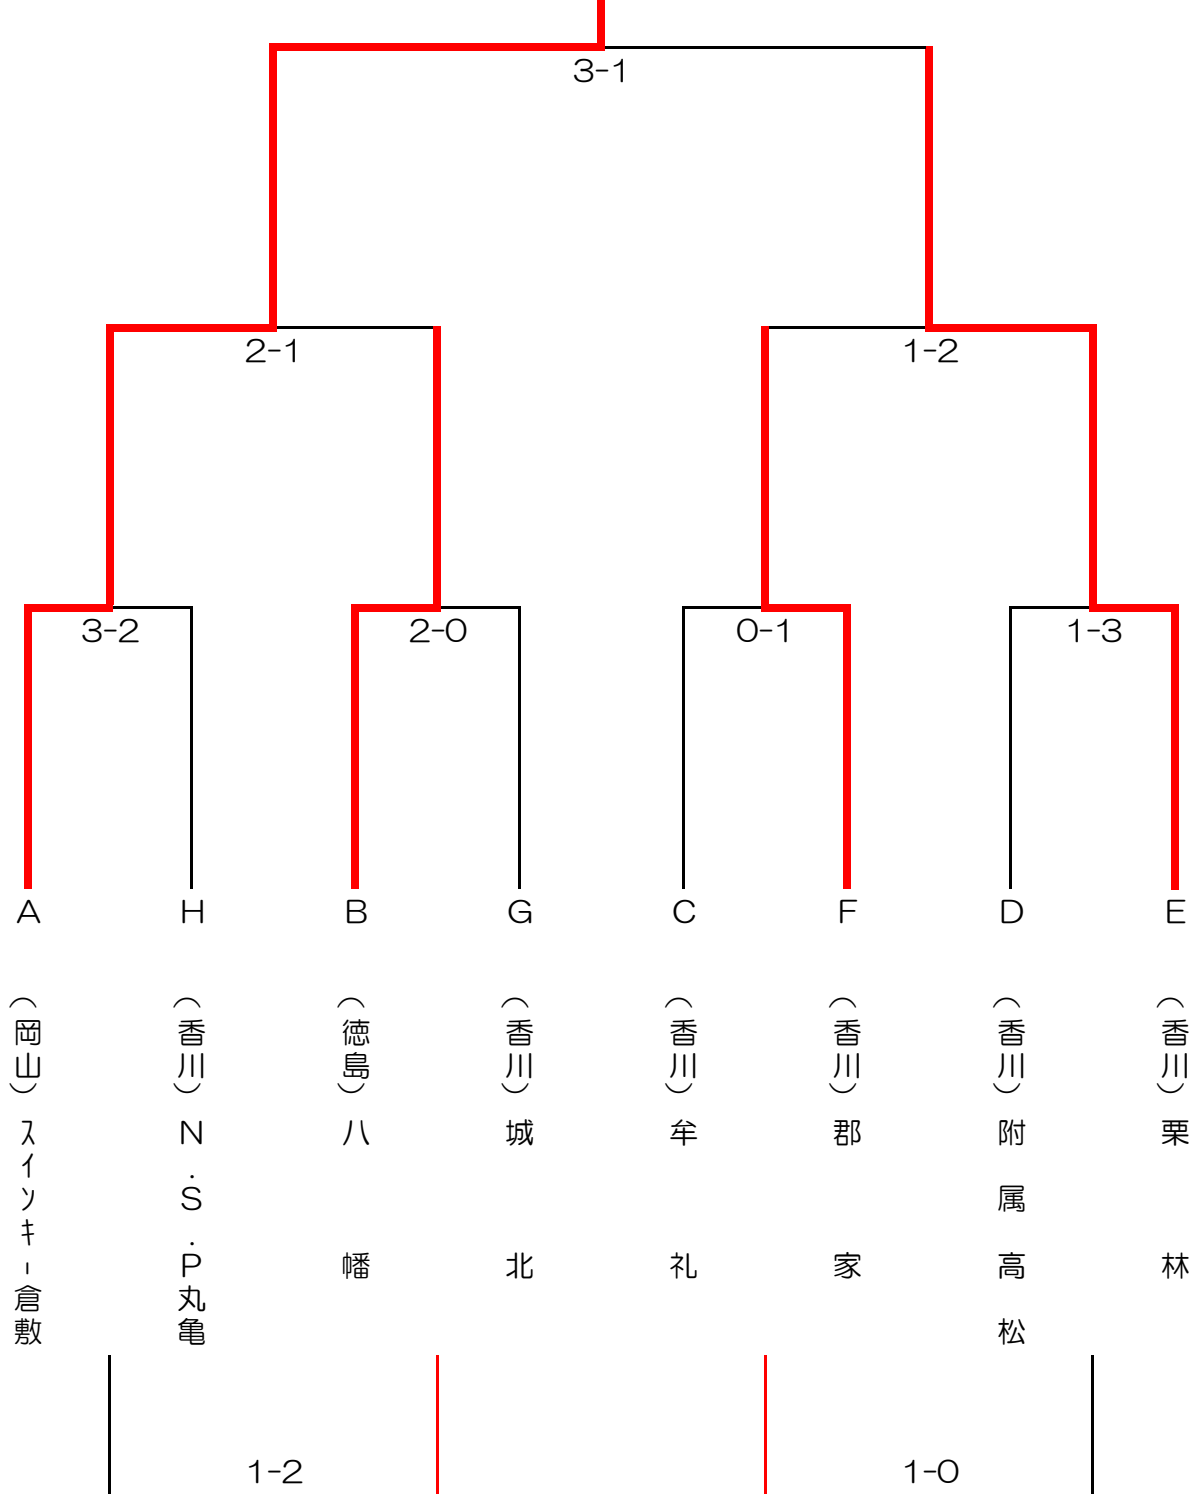 3-1
2-1
1-2
3-2
2-0
0-1
1-3
A
H
B
G
C
F
D
E
(岡山)ｽｲﾝｷｰ倉敷
(香川)N.S.P丸亀
(徳島)八幡
(香川)城北
(香川)牟礼
(香川)郡家
(香川)附属高松
(香川)栗林
1-2
1-0